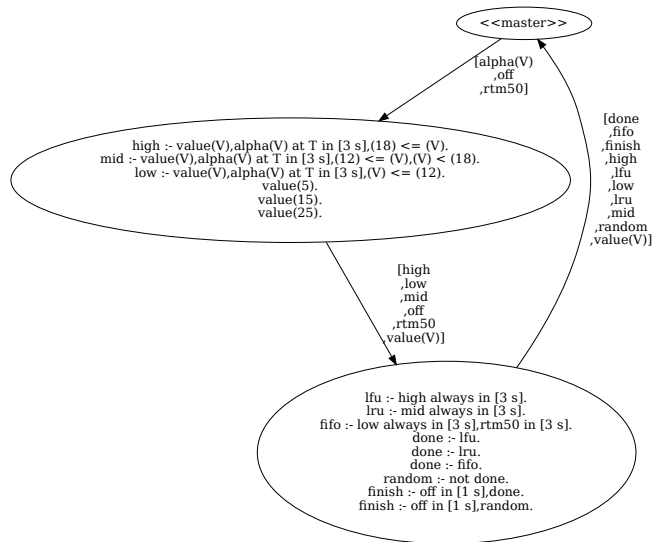 <<master>>
[alpha(V)
,off
,rtm50]
high :- value(V),alpha(V) at T in [3 s],(18) <= (V).
mid :- value(V),alpha(V) at T in [3 s],(12) <= (V),(V) < (18).
low :- value(V),alpha(V) at T in [3 s],(V) <= (12).
value(5).
value(15).
value(25).
[done
,fifo
,finish
,high
,lfu
,low
,lru
,mid
,random
,value(V)]
[high
,low
,mid
,off
,rtm50
,value(V)]
lfu :- high always in [3 s].
lru :- mid always in [3 s].
fifo :- low always in [3 s],rtm50 in [3 s].
done :- lfu.
done :- lru.
done :- fifo.
random :- not done.
finish :- off in [1 s],done.
finish :- off in [1 s],random.